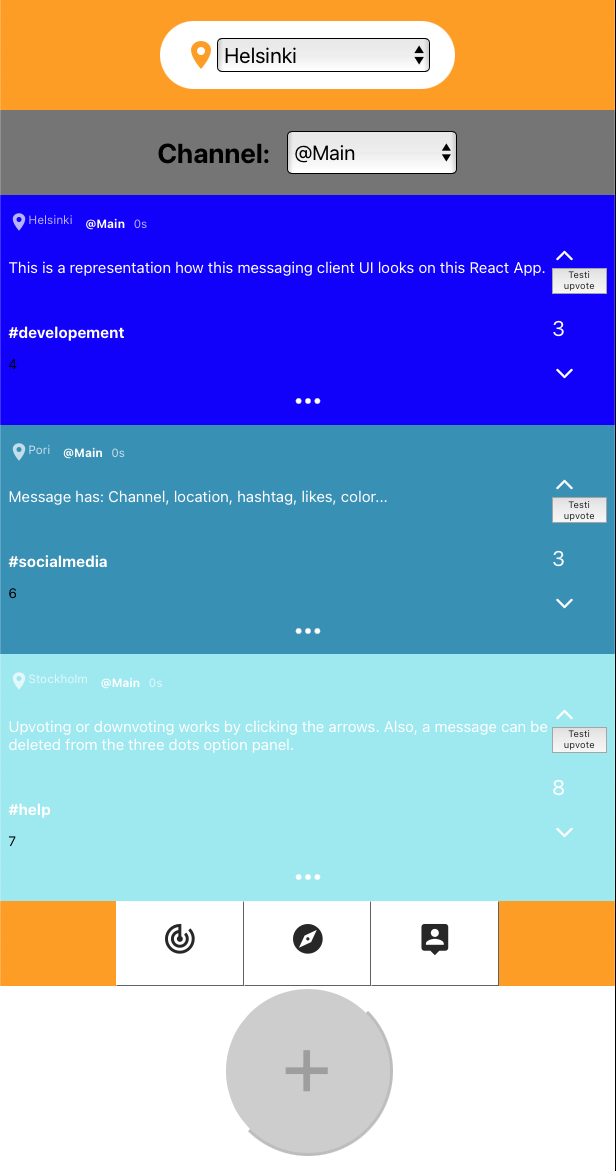 Helsinki
Channel: @Main
Helsinki @Main 0s
This is a representation how this messaging client UI looks on this React App.
Testi
upvote
#developement
3
4
Pori @Main 0s
Message has: Channel, location, hashtag, likes, color...
Testi
upvote
#socialmedia
3
6
Stockholm @Main 0s
Upvoting or downvoting works by clicking the arrows. Also, a message can be
deleted from the three dots option panel.
Testi
upvote
8
#help
7